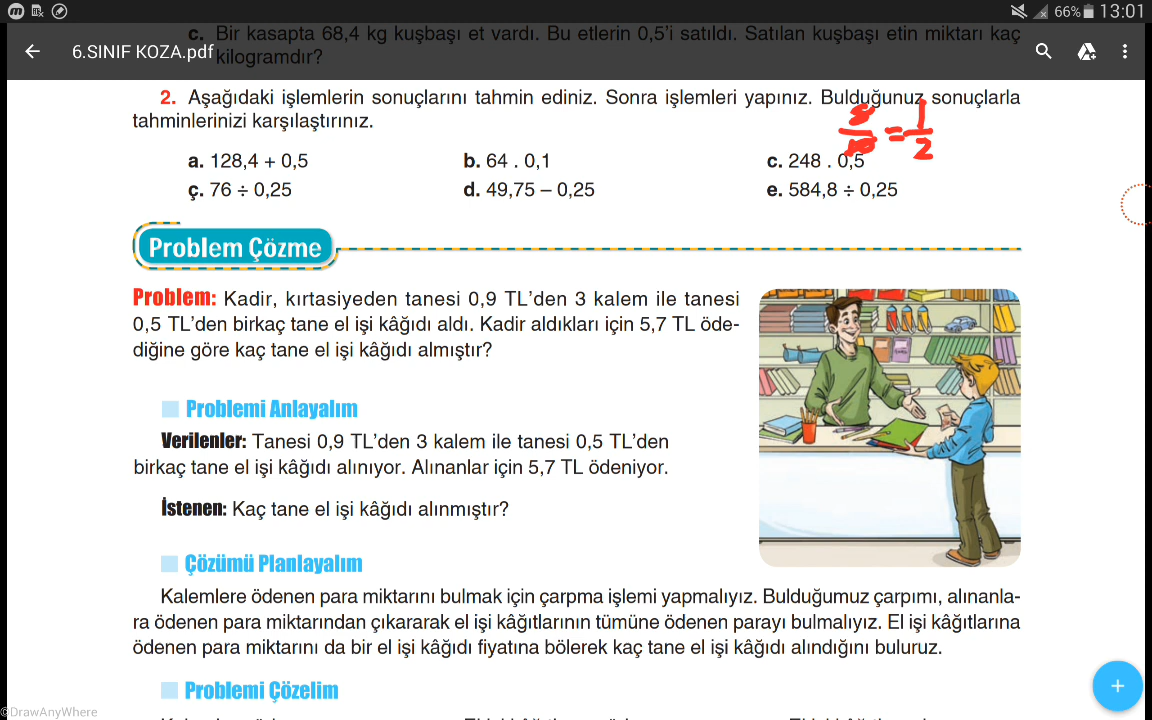 66% 13:01
c. Bir kasapta 68,4 kg kuşbaşı et vardı. Bu etlerin 0,5'i satıldı. Satılan kuşbaşı etin miktarı kaç
6.SINIF KOZA.pdf kilogramdır?
2. Aşağıdaki işlemlerin sonuçlarını tahmin ediniz. Sonra işlemleri yapınız. Bulduğunuz sonuçlarla
tahminlerinizi karşılaştırınız.
= 1/2
a. 128,4 + 0,5 b. 64 . 0,1 c. 248 . 0,5
ç. 76 ÷ 0,25 d. 49,75 – 0,25 e. 584,8 ÷ 0,25
Problem Çözme
Problem: Kadir, kırtasiyeden tanesi 0,9 TL'den 3 kalem ile tanesi
0,5 TL'den birkaç tane el işi kâğıdı aldı. Kadir aldıkları için 5,7 TL öde-
diğine göre kaç tane el işi kâğıdı almıştır?
Problemi Anlayalım
Verilenler: Tanesi 0,9 TL'den 3 kalem ile tanesi 0,5 TL'den
birkaç tane el işi kâğıdı alınıyor. Alınanlar için 5,7 TL ödeniyor.
İstenen: Kaç tane el işi kâğıdı alınmıştır?
Çözümü Planlayalım
Kalemlere ödenen para miktarını bulmak için çarpma işlemi yapmalıyız. Bulduğumuz çarpımı, alınanla-
ra ödenen para miktarından çıkararak el işi kâğıtlarının tümüne ödenen parayı bulmalıyız. El işi kâğıtlarına
ödenen para miktarını da bir el işi kâğıdı fiyatına bölerek kaç tane el işi kâğıdı alındığını buluruz.
Problemi Çözelim
©DrawAnyWhere